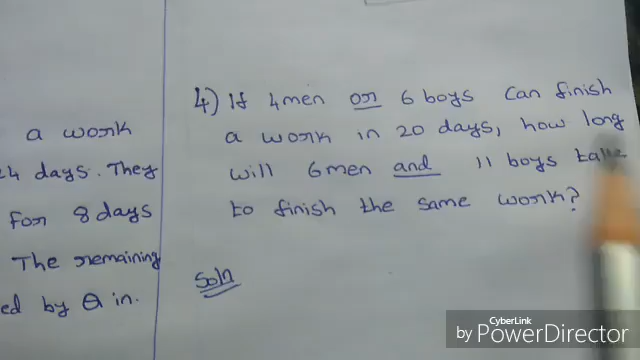 a work
24 days. They
For 8 days
The remaining
ed by θ in.
4) If 4men or 6 boys can finish
a work in 20 days, how long
will 6men and 11 boys take
to finish the same work?
Soln
CyberLink
by PowerDirector